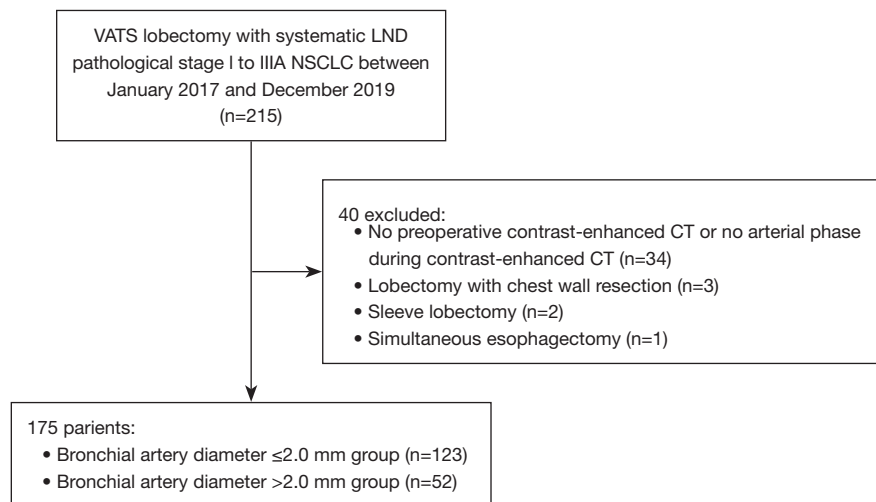 VATS lobectomy with systematic LND
pathological stage I to IIIA NSCLC between
January 2017 and December 2019
(n=215)
40 excluded:
• No preoperative contrast-enhanced CT or no arterial phase
during contrast-enhanced CT (n=34)
• Lobectomy with chest wall resection (n=3)
• Sleeve lobectomy (n=2)
• Simultaneous esophagectomy (n=1)
175 parients:
• Bronchial artery diameter ≤2.0 mm group (n=123)
• Bronchial artery diameter >2.0 mm group (n=52)